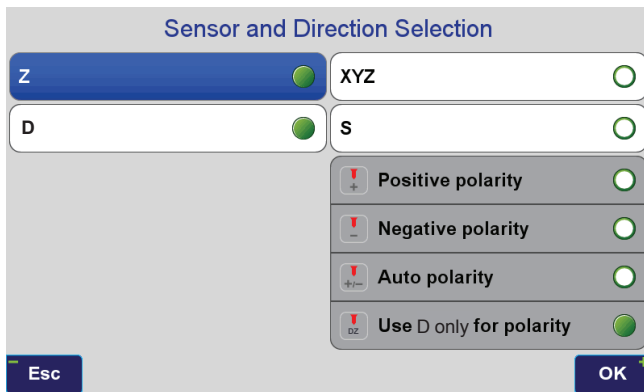 Sensor and Direction Selection
Z
XYZ
D
S
+
Positive polarity
-
Negative polarity
+/-
Auto polarity
DZ
Use D only for polarity
Esc
OK